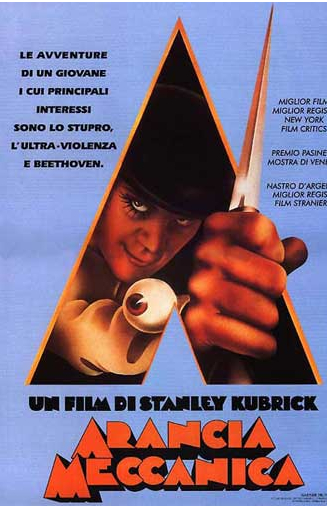 LE AVVENTURE
DI UN GIOVANE
I CUI PRINCIPALI
INTERESSI
SONO LO STUPRO,
L'ULTRA-VIOLENZA
E BEETHOVEN.
MIGLIOR FILM
MIGLIOR REGIS
NEW YORK
FILM CRITICS
PREMIO PASINE
MOSTRA DI VENE
NASTRO D'ARGE
MIGLIOR REGIS
FILM STRANIER
UN FILM DI STANLEY KUBRICK
ARANCIA
MECCANICA